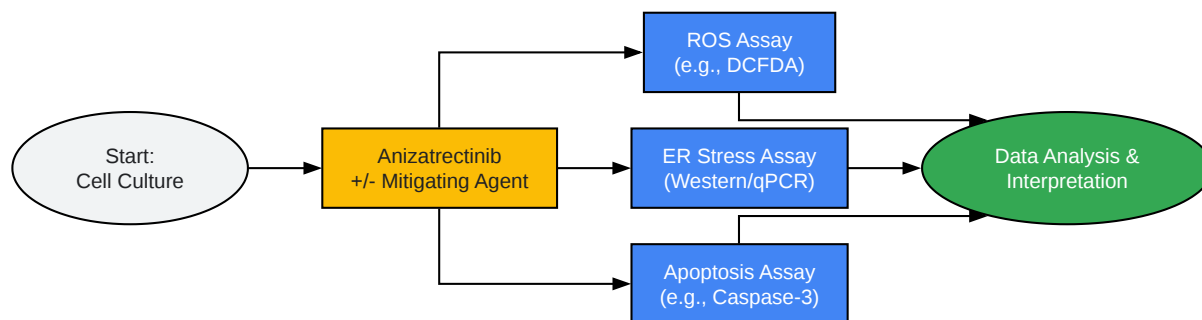 Start:
Cell Culture
Anizatrectinib
+/- Mitigating Agent
ROS Assay
(e.g., DCFDA)
ER Stress Assay
(Western/qPCR)
Apoptosis Assay
(e.g., Caspase-3)
Data Analysis &
Interpretation